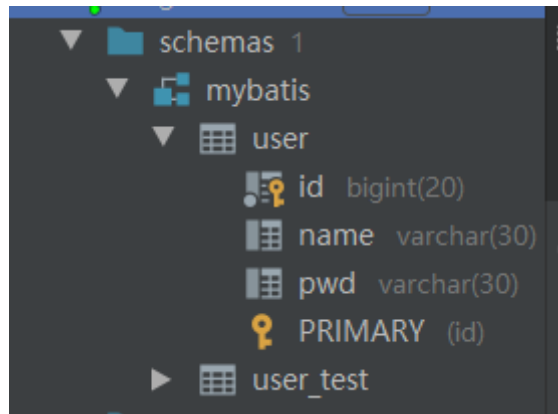 schemas 1
mybatis
user
id bigint(20)
name varchar(30)
pwd varchar(30)
PRIMARY (id)
user_test